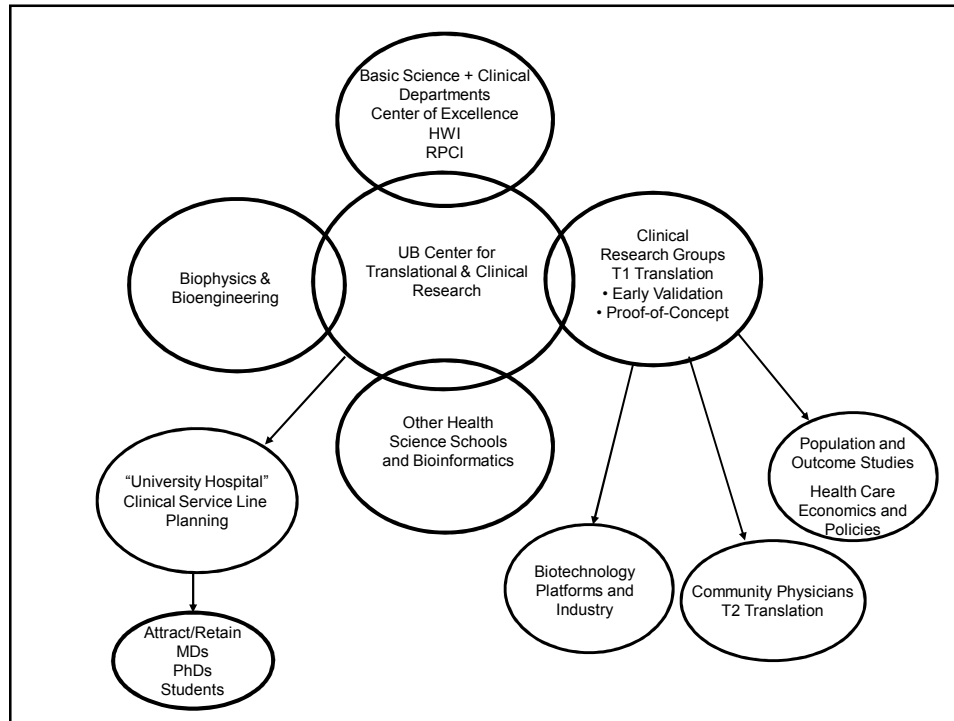 Basic Science + Clinical
Departments
Center of Excellence
HWI
RPCI
UB Center for
Translational & Clinical
Research
Biophysics &
Bioengineering
Clinical
Research Groups
T1 Translation
• Early Validation
• Proof-of-Concept
Other Health
Science Schools
and Bioinformatics
“University Hospital”
Clinical Service Line
Planning
Attract/Retain
MDs
PhDs
Students
Biotechnology
Platforms and
Industry
Community Physicians
T2 Translation
Population and
Outcome Studies
Health Care
Economics and
Policies